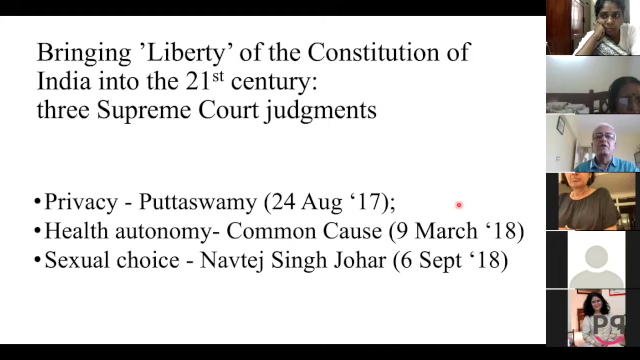 Bringing ’Liberty’ of the Constitution of
India into the 21st century:
three Supreme Court judgments
•Privacy - Puttaswamy (24 Aug ‘17);
•Health autonomy- Common Cause (9 March ‘18)
•Sexual choice - Navtej Singh Johar (6 Sept ‘18)